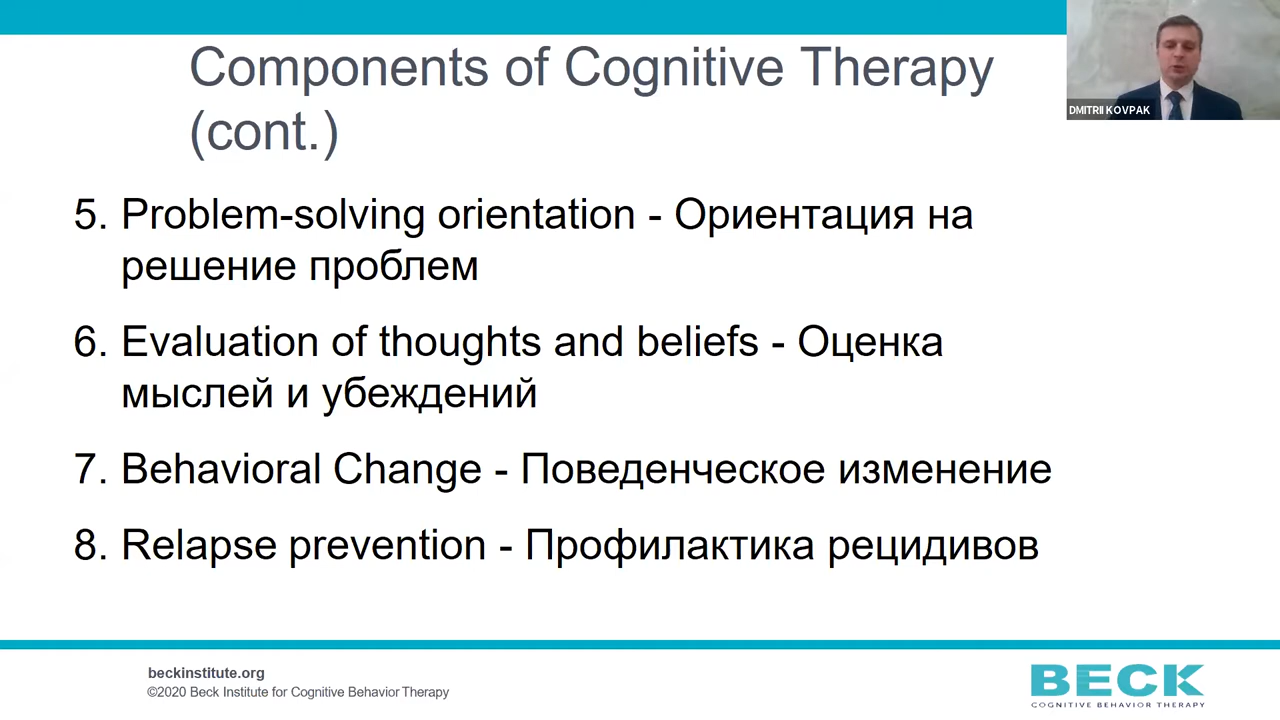 Components of Cognitive Therapy
(cont.)
DMITRII KOVPAK
5. Problem-solving orientation - Ориентация на
решение проблем
6. Evaluation of thoughts and beliefs - Оценка
мыслей и убеждений
7. Behavioral Change - Поведенческое изменение
8. Relapse prevention - Профилактика рецидивов
beckinstitute.org
©2020 Beck Institute for Cognitive Behavior Therapy
BECK
COGNITIVE BEHAVIOR THERAPY